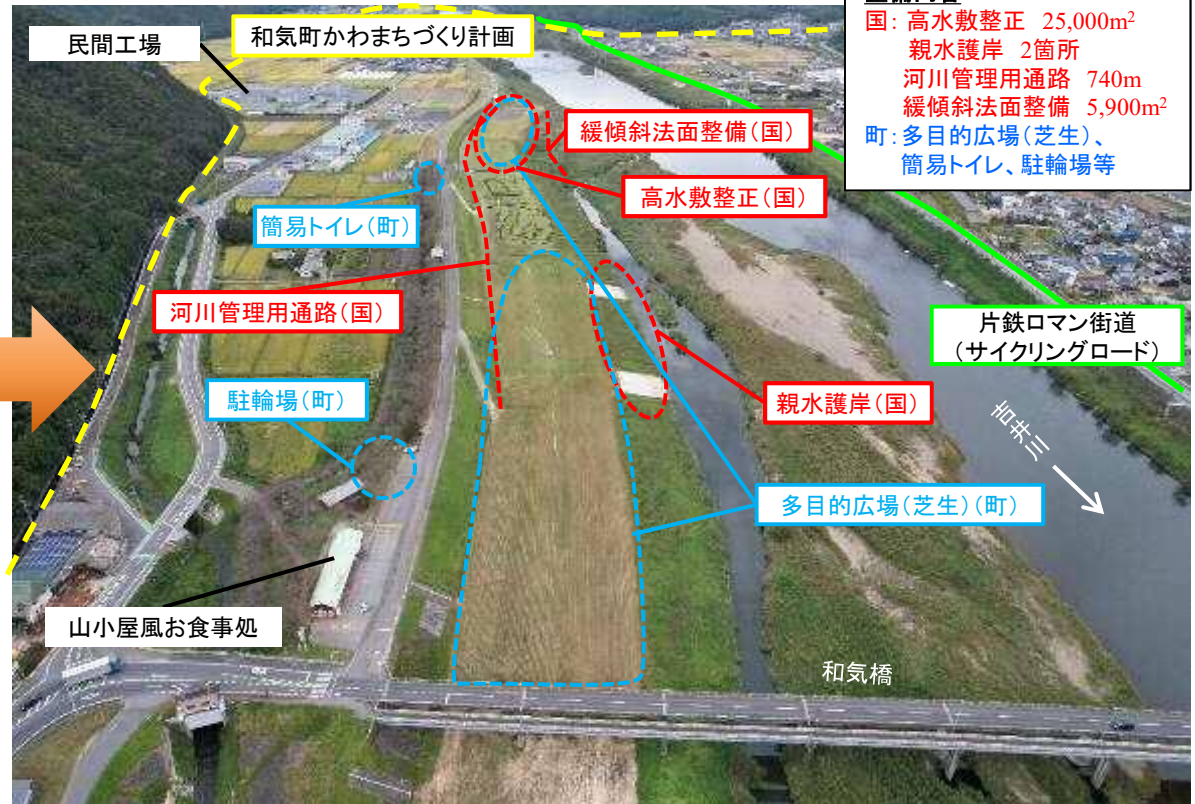 民間工場
和気町かわまちづくり計画
国: 高水敷整正 25,000m²
親水護岸 2箇所
河川管理用通路 740m
緩傾斜法面整備 5,900m²
町: 多目的広場(芝生)、
簡易トイレ、駐輪場等
緩傾斜法面整備(国)
高水敷整正(国)
簡易トイレ(町)
河川管理用通路(国)
片鉄ロマン街道
(サイクリングロード)
駐輪場(町)
親水護岸(国)
吉井川
多目的広場(芝生)(町)
山小屋風お食事処
和気橋